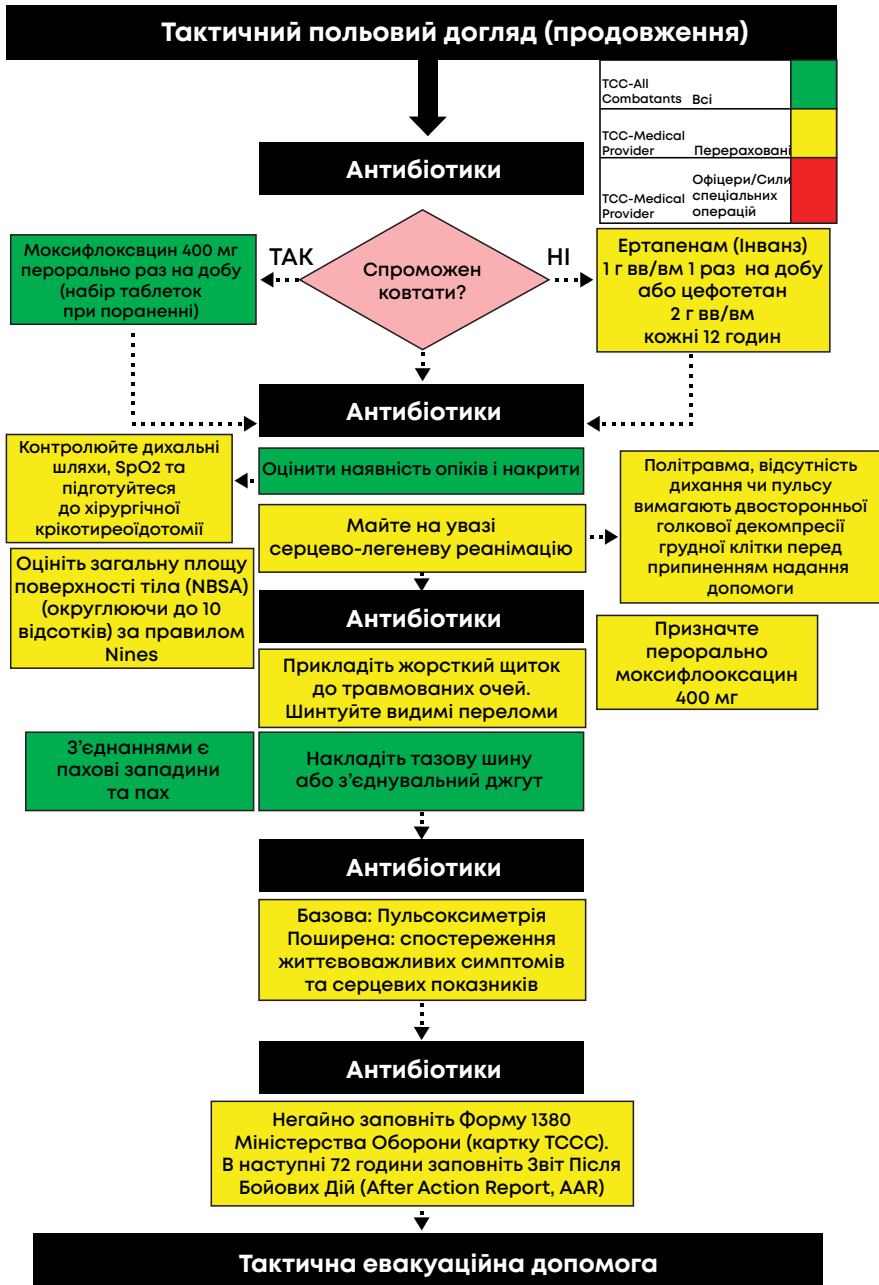 Тактичний польовий догляд (продовження)
TCC-All
Combatants Всі
TCC-Medical
Provider Перераховані
TCC-Medical
Provider
Офіцери/Сили
спеціальних
операцій
Антибіотики
Моксифлоксвцин 400 мг
перорально раз на добу
(набір таблеток
при пораненні)
ТАК
Спроможен
ковтати?
НІ
Ертапенам (Інванз)
1 г вв/вм 1 раз на добу
або цефотетан
2 г вв/вм
кожні 12 годин
Антибіотики
Контролюйте дихальні
шляхи, SpO2 та
підготуйтеся
до хірургічної
крікотиреоїдотомії
Оцінити наявність опіків і накрити
Майте на увазі
серцево-легеневу реанімацію
Політравма, відсутність
дихання чи пульсу
вимагають двосторонньої
голкової декомпресії
грудної клітки перед
припиненням надання
допомоги
Оцініть загальну площу
поверхності тіла (NBSA)
(округлюючи до 10
відсотків) за правилом
Nines
Антибіотики
Прикладіть жорсткий щиток
до травмованих очей.
Шинтуйте видимі переломи
Призначте
перорально
моксифлооксацин
400 мг
З’єднаннями є
пахові западини
та пах
Накладіть тазову шину
або з’єднувальний джгут
Антибіотики
Базова: Пульсоксиметрія
Поширена: спостереження
життєвоважливих симптомів
та серцевих показників
Антибіотики
Негайно заповніть Форму 1380
Міністерства Оборони (картку ТССС).
В наступні 72 години заповніть Звіт Після
Бойових Дій (After Action Report, AAR)
Тактична евакуаційна допомога